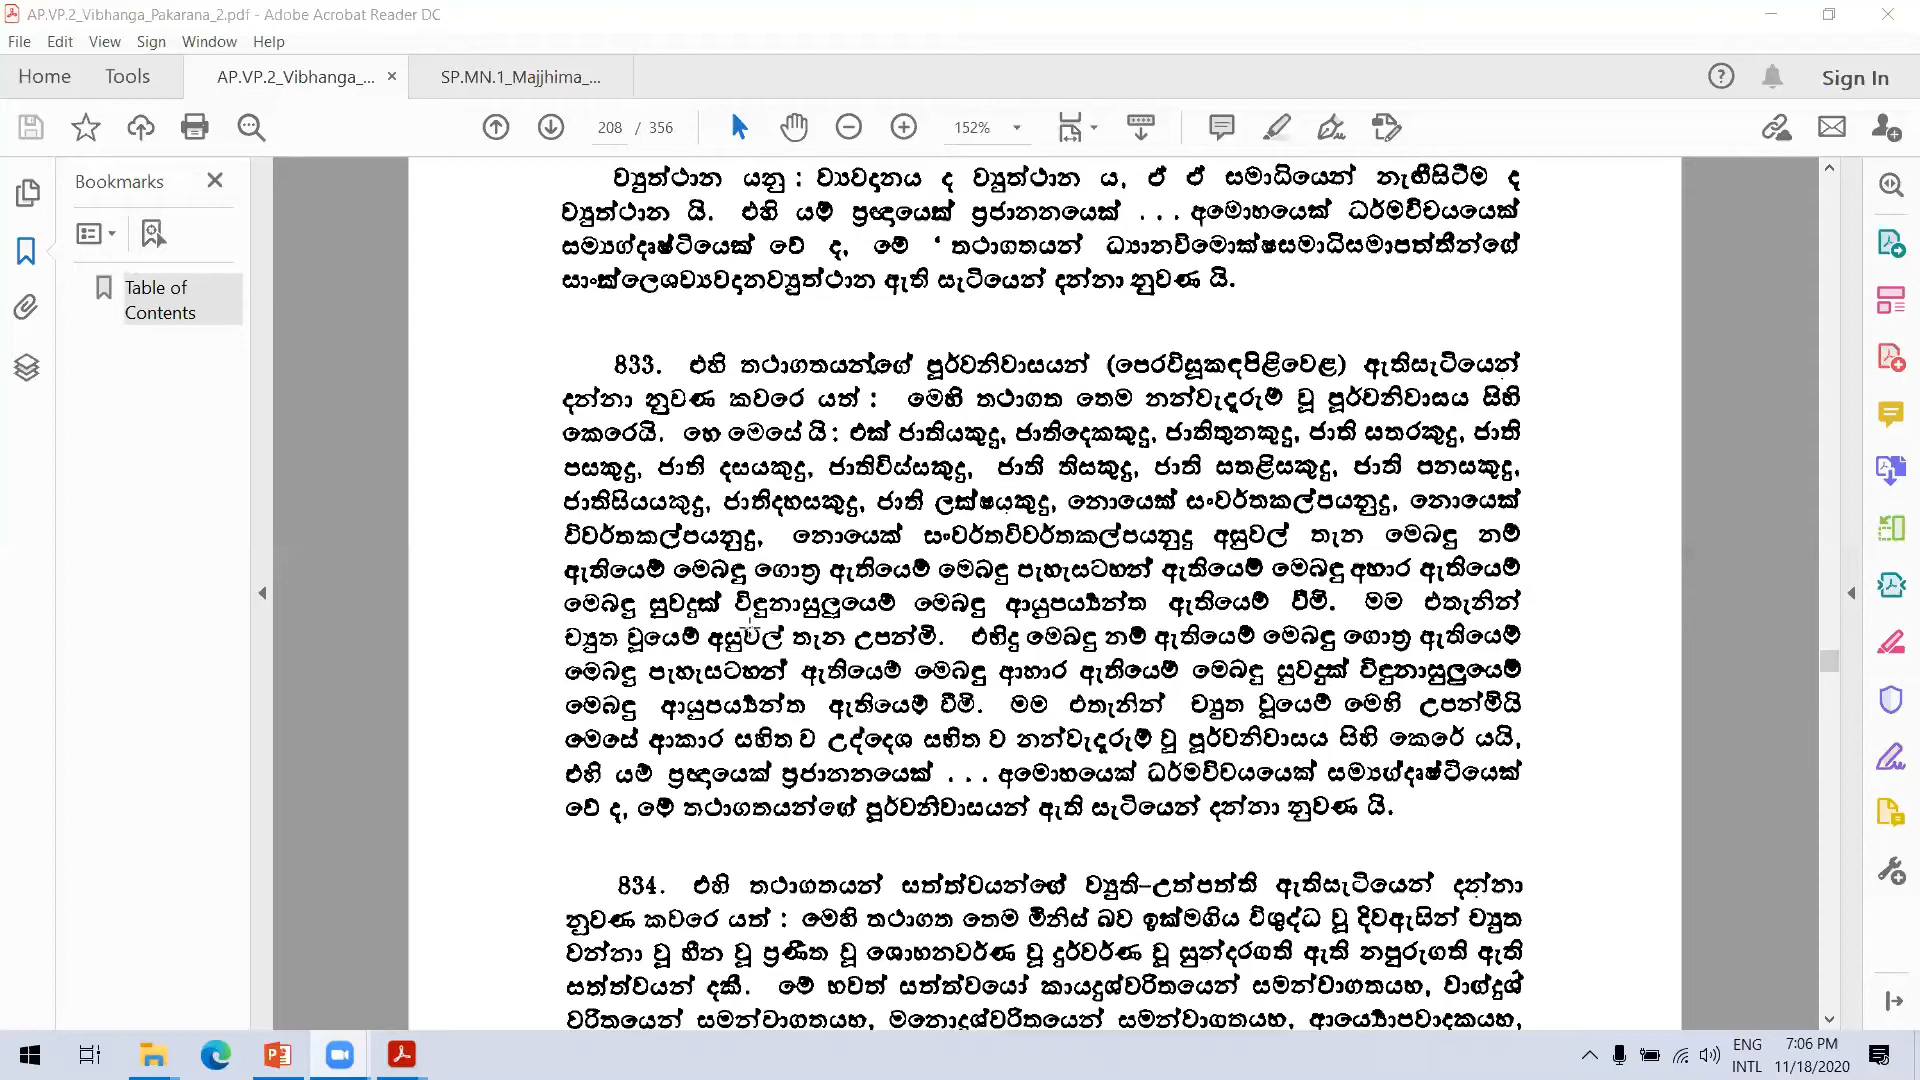 AP.VP.2_Vibhanga_Pakarana_2.pdf - Adobe Acrobat Reader DC
File Edit View Sign Window Help
Home Tools AP.VP.2_Vibhanga_... SP.MN.1_Majjhima_... Sign In
208 / 356 152%
Bookmarks
Table of
Contents
ව්‍යුත්ථාන යනු : ව්‍යවදානය ද ව්‍යුත්ථාන ය, ඒ ඒ සමාධියෙන් නැඟීසිටීම ද
ව්‍යුත්ථාන යි. එහි යම් ප්‍රඥායෙක් ප්‍රජානනයෙක් ... අමොහයෙක් ධර්මවිචයයෙක්
සම්‍යග්දෘෂ්ටියෙක් වේ ද, මේ ‘තථාගතයන් ධ්‍යානවිමොක්ෂසමාධිසමාපත්තීන්ගේ
සාංක්ලෙශව්‍යවදානව්‍යුත්ථාන ඇති සැටියෙන් දන්නා නුවණ යි.
833. එහි තථාගතයන්ගේ පූර්වනිවාසයන් (පෙරවිසූකඳපිළිවෙළ) ඇතිසැටියෙන්
දන්නා නුවණ කවරෙ යත් : මෙහි තථාගත තෙම නන්වැදෑරුම් වූ පූර්වනිවාසය සිහි
කෙරෙයි. හෙ මෙසේ යි : එක් ජාතියකුදු, ජාතිදෙකකුදු, ජාතිතුනකුදු, ජාති සතරකුදු, ජාති
පසකුදු, ජාති දසයකුදු, ජාතිවිස්සකුදු, ජාති තිසකුදු, ජාති සතළිසකුදු, ජාති පනසකුදු,
ජාතිසියයකුදු, ජාතිදහසකුදු, ජාති ලක්ෂයකුදු, නොයෙක් සංවර්තකල්පයනුදු, නොයෙක්
විවර්තකල්පයනුදු, නොයෙක් සංවර්තවිවර්තකල්පයනුදු අසුවල් තැන මෙබඳු නම්
ඇතියෙම් මෙබඳු ගොත්‍ර ඇතියෙම් මෙබඳු පැහැසටහන් ඇතියෙම් මෙබඳු අහාර ඇතියෙම්
මෙබඳු සුවදුක් විඳුනාසුලූයෙම් මෙබඳු ආයුපර්‍ය්‍යන්ත ඇතියෙම් වීමි. මම එතැනින්
ච්‍යුත වූයෙම් අසුවල් තැන උපන්මි. එහිදු මෙබඳු නම් ඇතියෙම් මෙබඳු ගොත්‍ර ඇතියෙම්
මෙබඳු පැහැසටහන් ඇතියෙම් මෙබඳු ආහාර ඇතියෙම් මෙබඳු සුවදුක් විඳුනාසුලුයෙම්
මෙබඳු ආයුපර්‍ය්‍යන්ත ඇතියෙම් වීමි. මම එතැනින් ච්‍යුත වූයෙම් මෙහි උපන්මියි
මෙසේ ආකාර සහිත ව උද්දෙශ සහිත ව නන්වැදෑරුම් වූ පූර්වනිවාසය සිහි කෙරේ යයි,
එහි යම් ප්‍රඥායෙක් ප්‍රජානනයෙක් ... අමොහයෙක් ධර්මවිචයයෙක් සම්‍යග්දෘෂ්ටියෙක්
වේ ද, මේ තථාගතයන්ගේ පූර්වනිවාසයන් ඇති සැටියෙන් දන්නා නුවණ යි.
834. එහි තථාගතයන් සත්ත්වයන්ගේ ච්‍යුති–උත්පත්ති ඇතිසැටියෙන් දන්නා
නුවණ කවරෙ යත් : මෙහි තථාගත තෙම මිනිස් බව ඉක්මගිය විශුද්ධ වූ දිවඇසින් ච්‍යුත
වන්නා වූ හීන වූ ප්‍රණීත වූ ශොභනවර්ණ වූ දුර්වර්ණ වූ සුන්දරගති ඇති නපුරුගති ඇති
සත්ත්වයන් දකී. මේ භවත් සත්ත්වයෝ කායදුශ්චරිතයෙන් සමන්වාගතයහ, වාග්දුශ්
චරිතයෙන් සමන්වාගතයහ, මනොදුශ්චරිතයෙන් සමන්වාගතයහ, ආර්‍ය්‍යොපවාදකයහ,
ENG 7:06 PM
INTL 11/18/2020